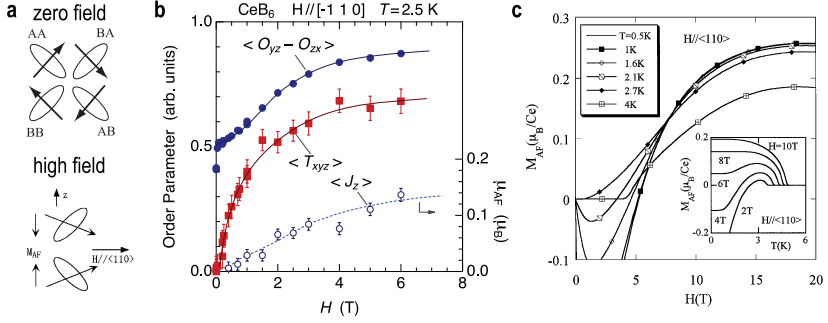 a
zero field
AA
BA
BB
AB
high field
z
M_AF
H//<110>
b
CeB6 H//[-1 1 0] T = 2.5 K
<O_yz − O_zx>
<T_xyz>
<J_z>
Order Parameter (arb. units)
1.0
0.5
0.0
0.2
0.1
0.0
μ_AF (μ_B)
0 2 4 6 8
H (T)
c
T=0.5K
1K
1.6K
2.1K
2.7K
4K
H//<110>
M_AF(μ_B/Ce)
0.3
0.2
0.1
0
-0.1
0 5 10 15 20
H(T)
M_AF(μ_B/Ce)
0.2
0.1
0
-0.1
H=10T
8T
6T
4T
2T
H//<110>
0 3 6
T(K)